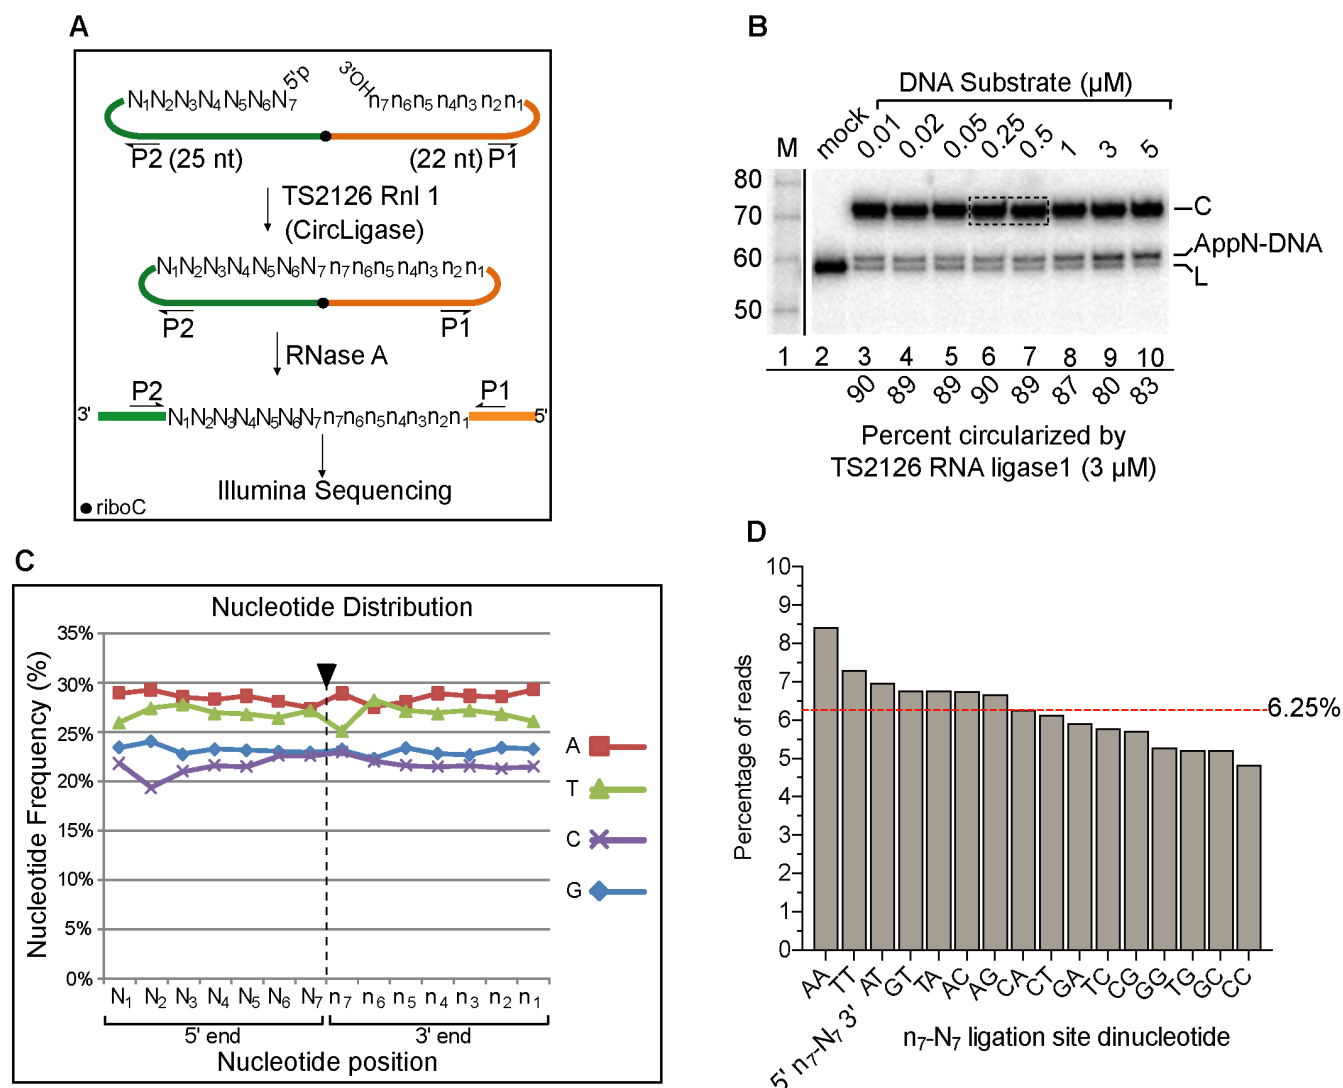 A
N1N2N3N4N5N6N7 5'p 3'OH n7n6n5n4n3n2n1
P2 (25 nt) (22 nt) P1
TS2126 Rnl 1
(CircLigase)
N1N2N3N4N5N6N7n7n6n5n4n3n2n1
P2 P1
RNase A
P2 P1
3' N1N2N3N4N5N6N7n7n6n5n4n3n2n1 5'
Illumina Sequencing
riboC
B
DNA Substrate (µM)
M mock 0.01 0.02 0.05 0.25 0.5 1 3 5
80
70
60
50
C
AppN-DNA
L
1 2 3 4 5 6 7 8 9 10
90 89 89 90 89 87 80 83
Percent circularized by
TS2126 RNA ligase1 (3 µM)
C
Nucleotide Distribution
Nucleotide Frequency (%)
35%
30%
25%
20%
15%
10%
5%
0%
A
T
C
G
N1 N2 N3 N4 N5 N6 N7 n7 n6 n5 n4 n3 n2 n1
5' end 3' end
Nucleotide position
D
Percentage of reads
10
9
8
7
6
5
4
3
2
1
0
6.25%
AA TT AT GT TA AC AG CA CT GA TC CG GG TG GC CC
5' n7-N7 3'
n7-N7 ligation site dinucleotide